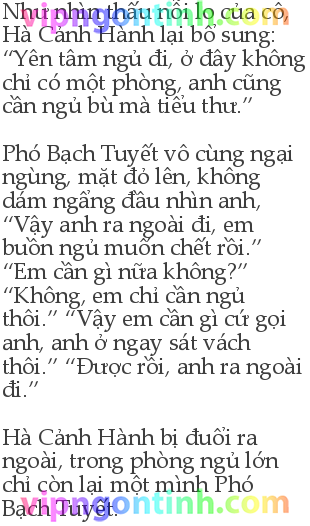 vipngontinh.com
Như nhìn thấu nỗi lo của cô,
Hà Cảnh Hành lại bổ sung:
“Yên tâm ngủ đi, ở đây không
chỉ có một phòng, anh cũng
cần ngủ bù mà tiểu thư.”
Phó Bạch Tuyết vô cùng ngại
ngùng, mặt đỏ lên, không
dám ngẩng đầu nhìn anh,
“Vậy anh ra ngoài đi, em
buồn ngủ muốn chết rồi.”
“Em cần gì nữa không?”
“Không, em chỉ cần ngủ
thôi.” “Vậy em cần gì cứ gọi
anh, anh ở ngay sát vách
thôi.” “Được rồi, anh ra ngoài
đi.”
Hà Cảnh Hành bị đuổi ra
ngoài, trong phòng ngủ lớn
chỉ còn lại một mình Phó
Bạch Tuyết.
vipngontinh.com